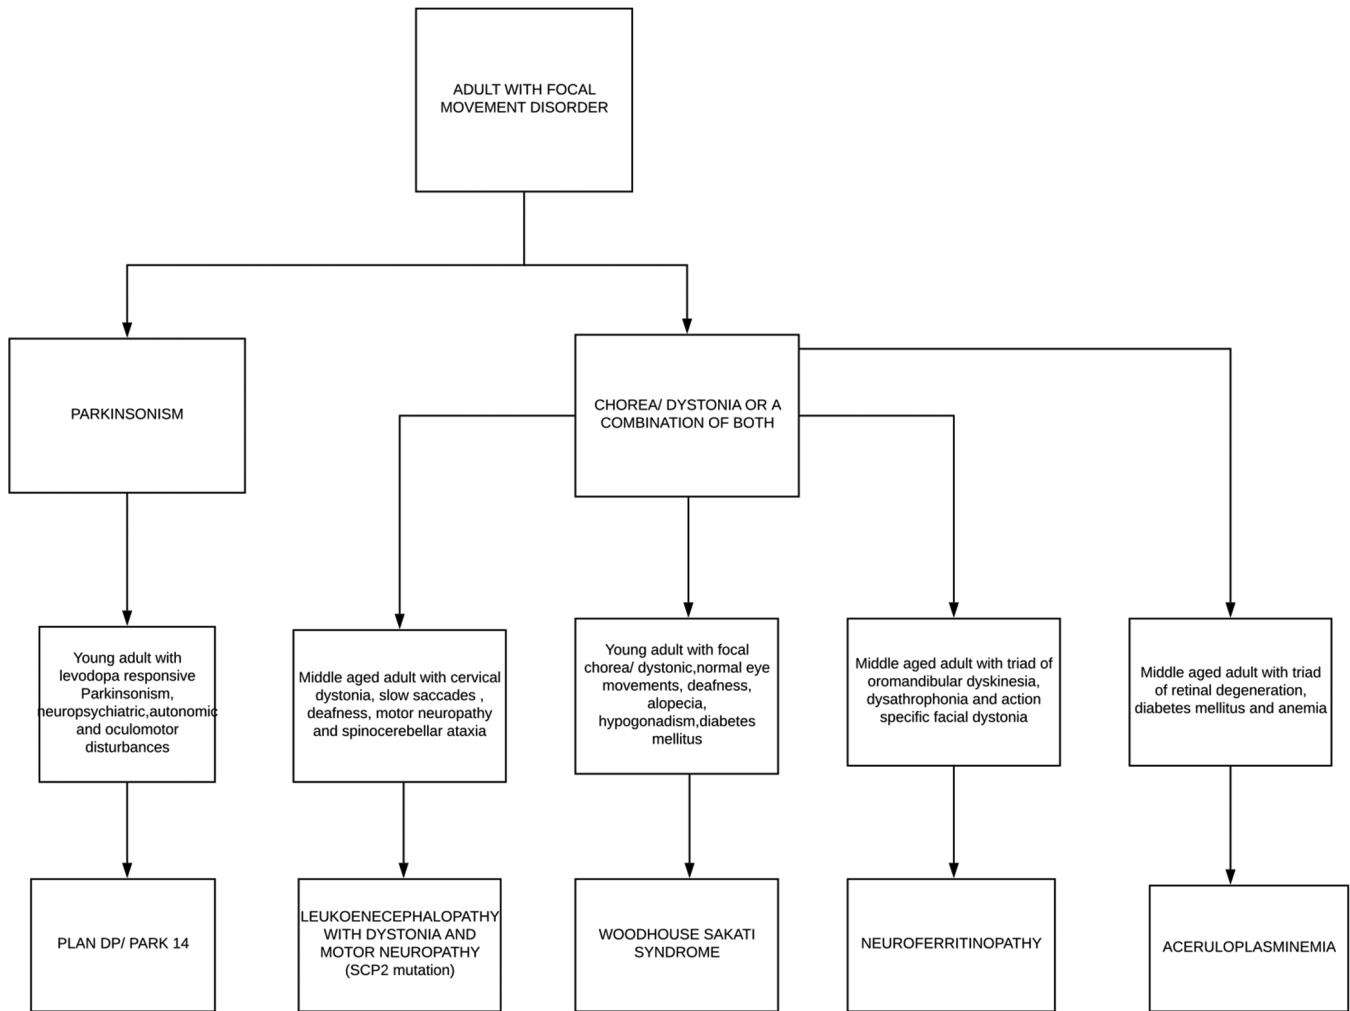 ADULT WITH FOCAL
MOVEMENT DISORDER
PARKINSONISM
CHOREA/ DYSTONIA OR A
COMBINATION OF BOTH
Young adult with
levodopa responsive
Parkinsonism,
neuropsychiatric,autonomic
and oculomotor
disturbances
Middle aged adult with cervical
dystonia, slow saccades ,
deafness, motor neuropathy
and spinocerebellar ataxia
Young adult with focal
chorea/ dystonic,normal eye
movements, deafness,
alopecia,
hypogonadism,diabetes
mellitus
Middle aged adult with triad of
oromandibular dyskinesia,
dysathrophonia and action
specific facial dystonia
Middle aged adult with triad
of retinal degeneration,
diabetes mellitus and anemia
PLAN DP/ PARK 14
LEUKOENECEPHALOPATHY
WITH DYSTONIA AND
MOTOR NEUROPATHY
(SCP2 mutation)
WOODHOUSE SAKATI
SYNDROME
NEUROFERRITINOPATHY
ACERULOPLASMINEMIA